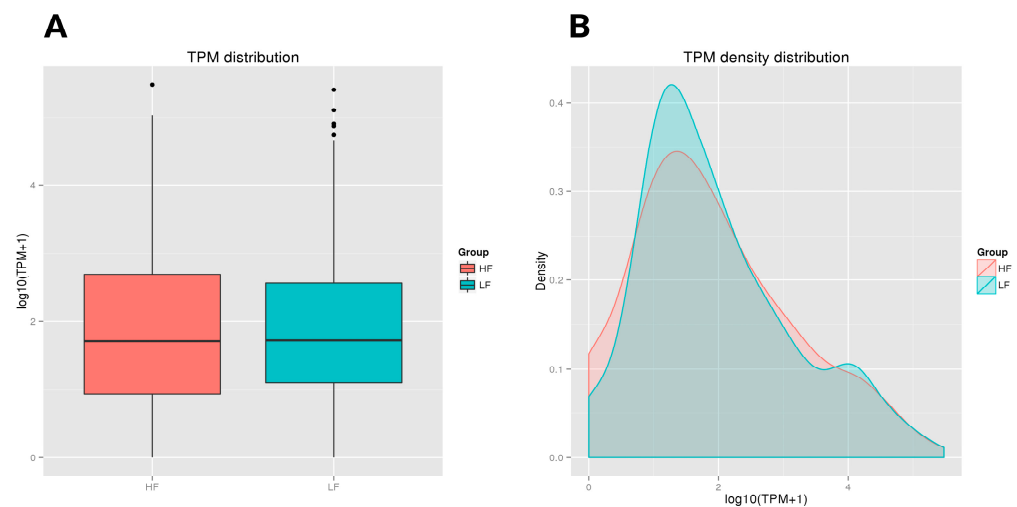 A
TPM distribution
log10(TPM+1)
4
2
0
HF
LF
Group
HF
LF
B
TPM density distribution
Density
0.4
0.3
0.2
0.1
0.0
0
2
4
log10(TPM+1)
Group
HF
LF